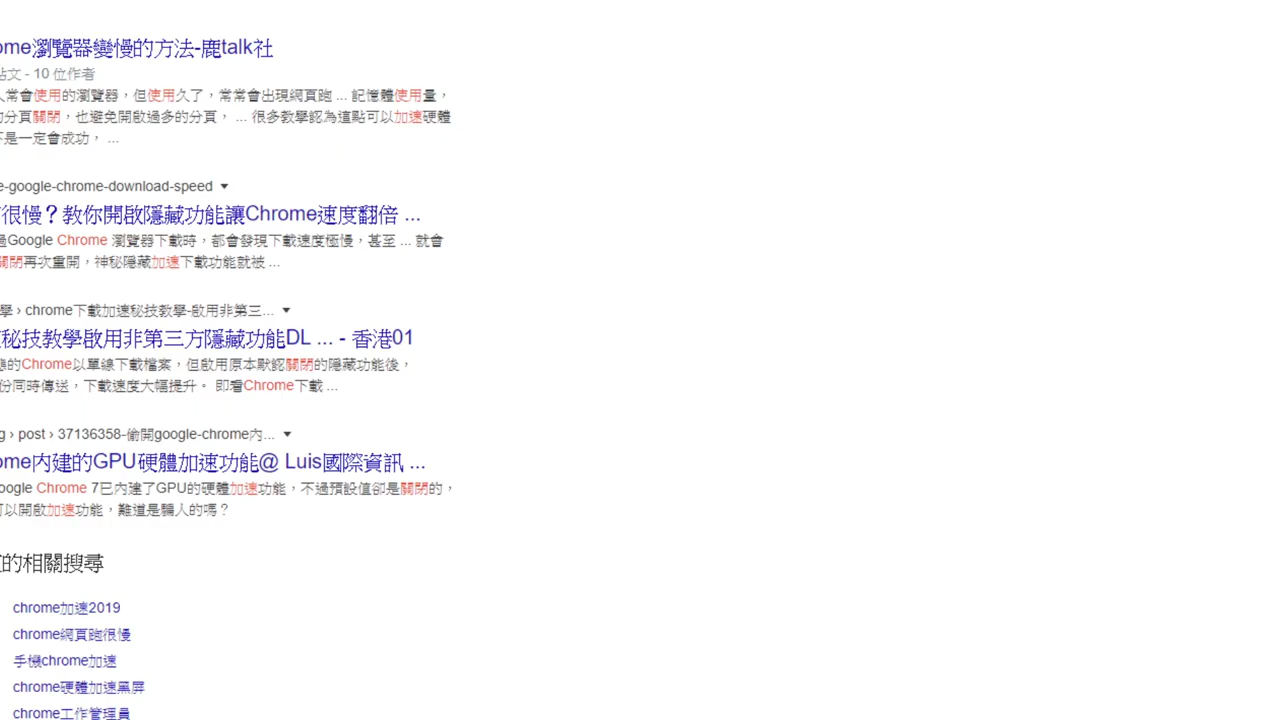 ome瀏覽器變慢的方法-鹿talk社
占文 - 10 位作者
人常會使用的瀏覽器，但使用久了，常常會出現網頁跑 ... 記憶體使用量，
的分頁關閉，也避免開啟過多的分頁， ... 很多教學認為這點可以加速硬體
不是一定會成功， ...
e-google-chrome-download-speed
很慢？教你開啟隱藏功能讓Chrome速度翻倍 ...
過Google Chrome 瀏覽器下載時，都會發現下載速度極慢，甚至 ... 就會
關閉再次重開，神秘隱藏加速下載功能就被 ...
學 › chrome下載加速秘技教學-啟用非第三...
秘技教學啟用非第三方隱藏功能DL ... - 香港01
態的Chrome以單線下載檔案，但啟用原本默認關閉的隱藏功能後，
份同時傳送，下載速度大幅提升。 即看Chrome下載 ...
g › post › 37136358-偷開google-chrome內...
ome內建的GPU硬體加速功能@ Luis國際資訊 ...
oogle Chrome 7已內建了GPU的硬體加速功能，不過預設值卻是關閉的，
可以開啟加速功能，難道是騙人的嗎？
的相關搜尋
chrome加速2019
chrome網頁跑很慢
手機chrome加速
chrome硬體加速黑屏
chrome工作管理員